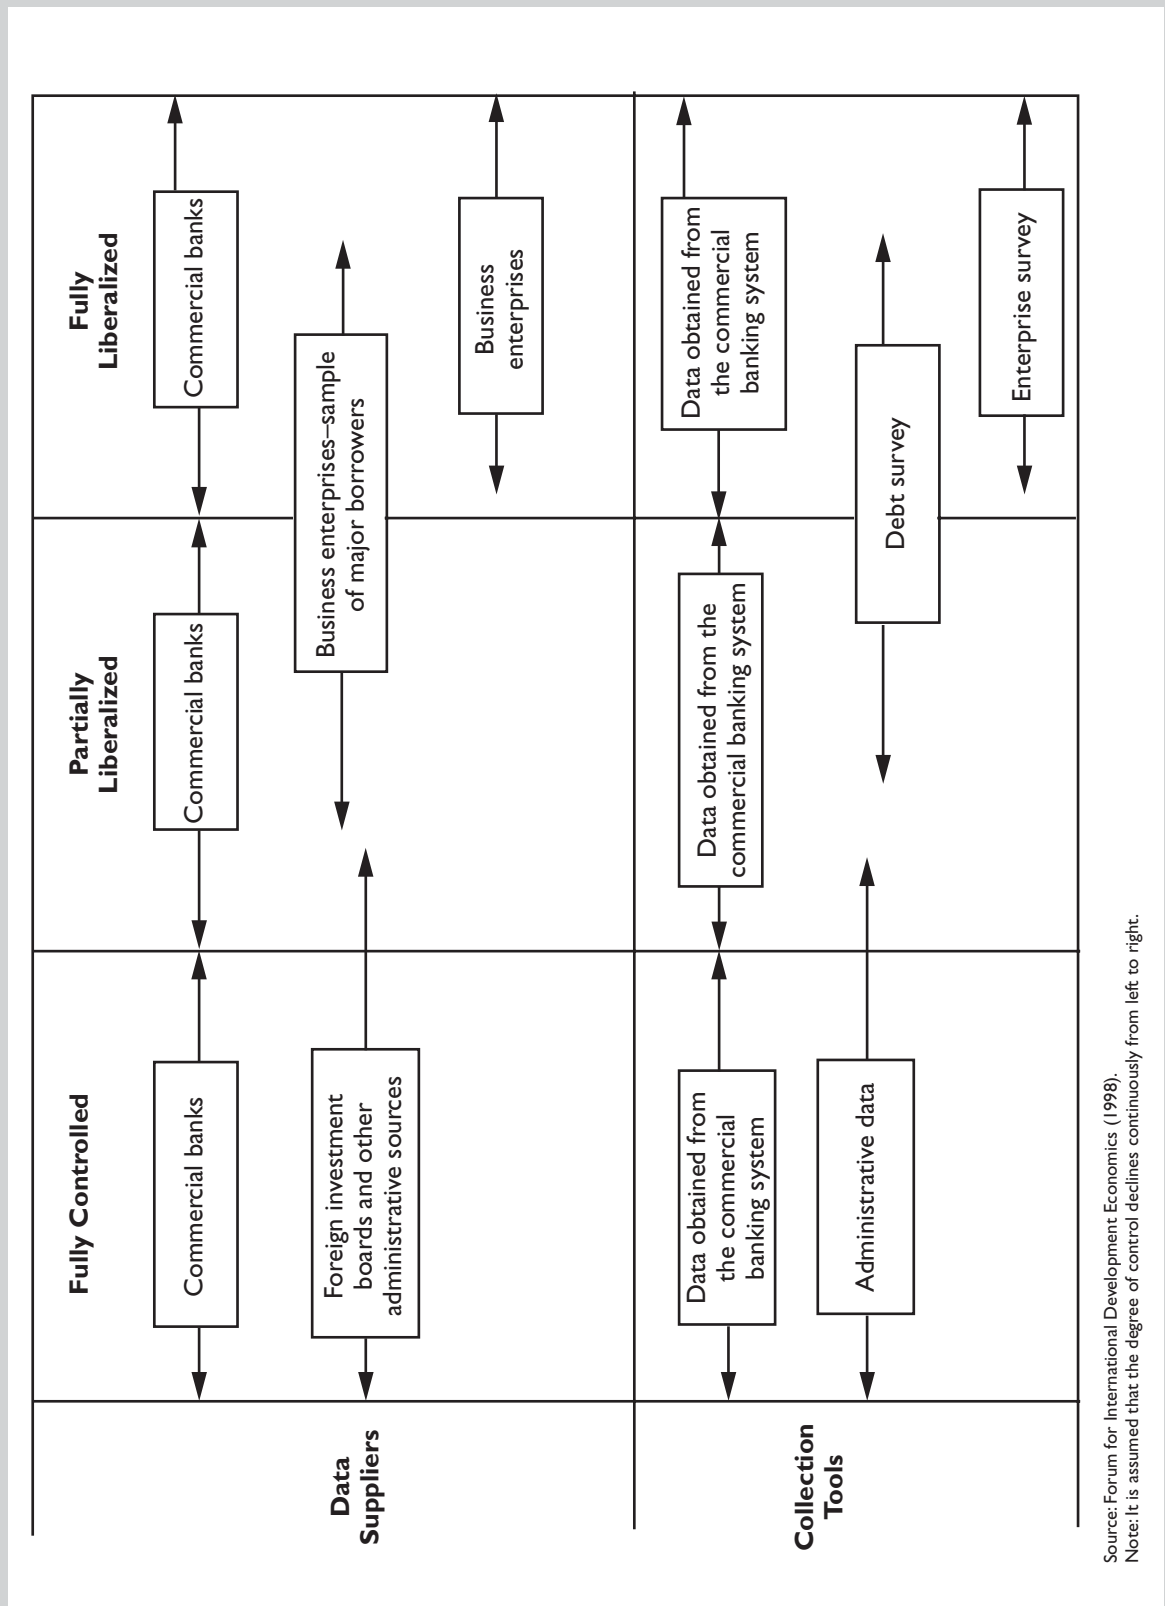 Fully Controlled
Partially
Liberalized
Fully
Liberalized
Data
Suppliers
Commercial banks
Commercial banks
Commercial banks
Foreign investment
boards and other
administrative sources
Business enterprises–sample
of major borrowers
Business
enterprises
Collection
Tools
Data obtained from
the commercial
banking system
Data obtained from the
commercial banking system
Data obtained from
the commercial
banking system
Administrative data
Debt survey
Enterprise survey
Source: Forum for International Development Economics (1998).
Note: It is assumed that the degree of control declines continuously from left to right.